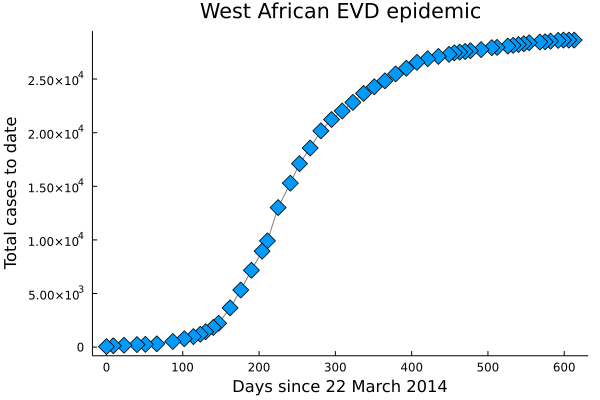 West African EVD epidemic
Total cases to date
2.50×10⁴
2.00×10⁴
1.50×10⁴
1.00×10⁴
5.00×10³
0
0 100 200 300 400 500 600
Days since 22 March 2014